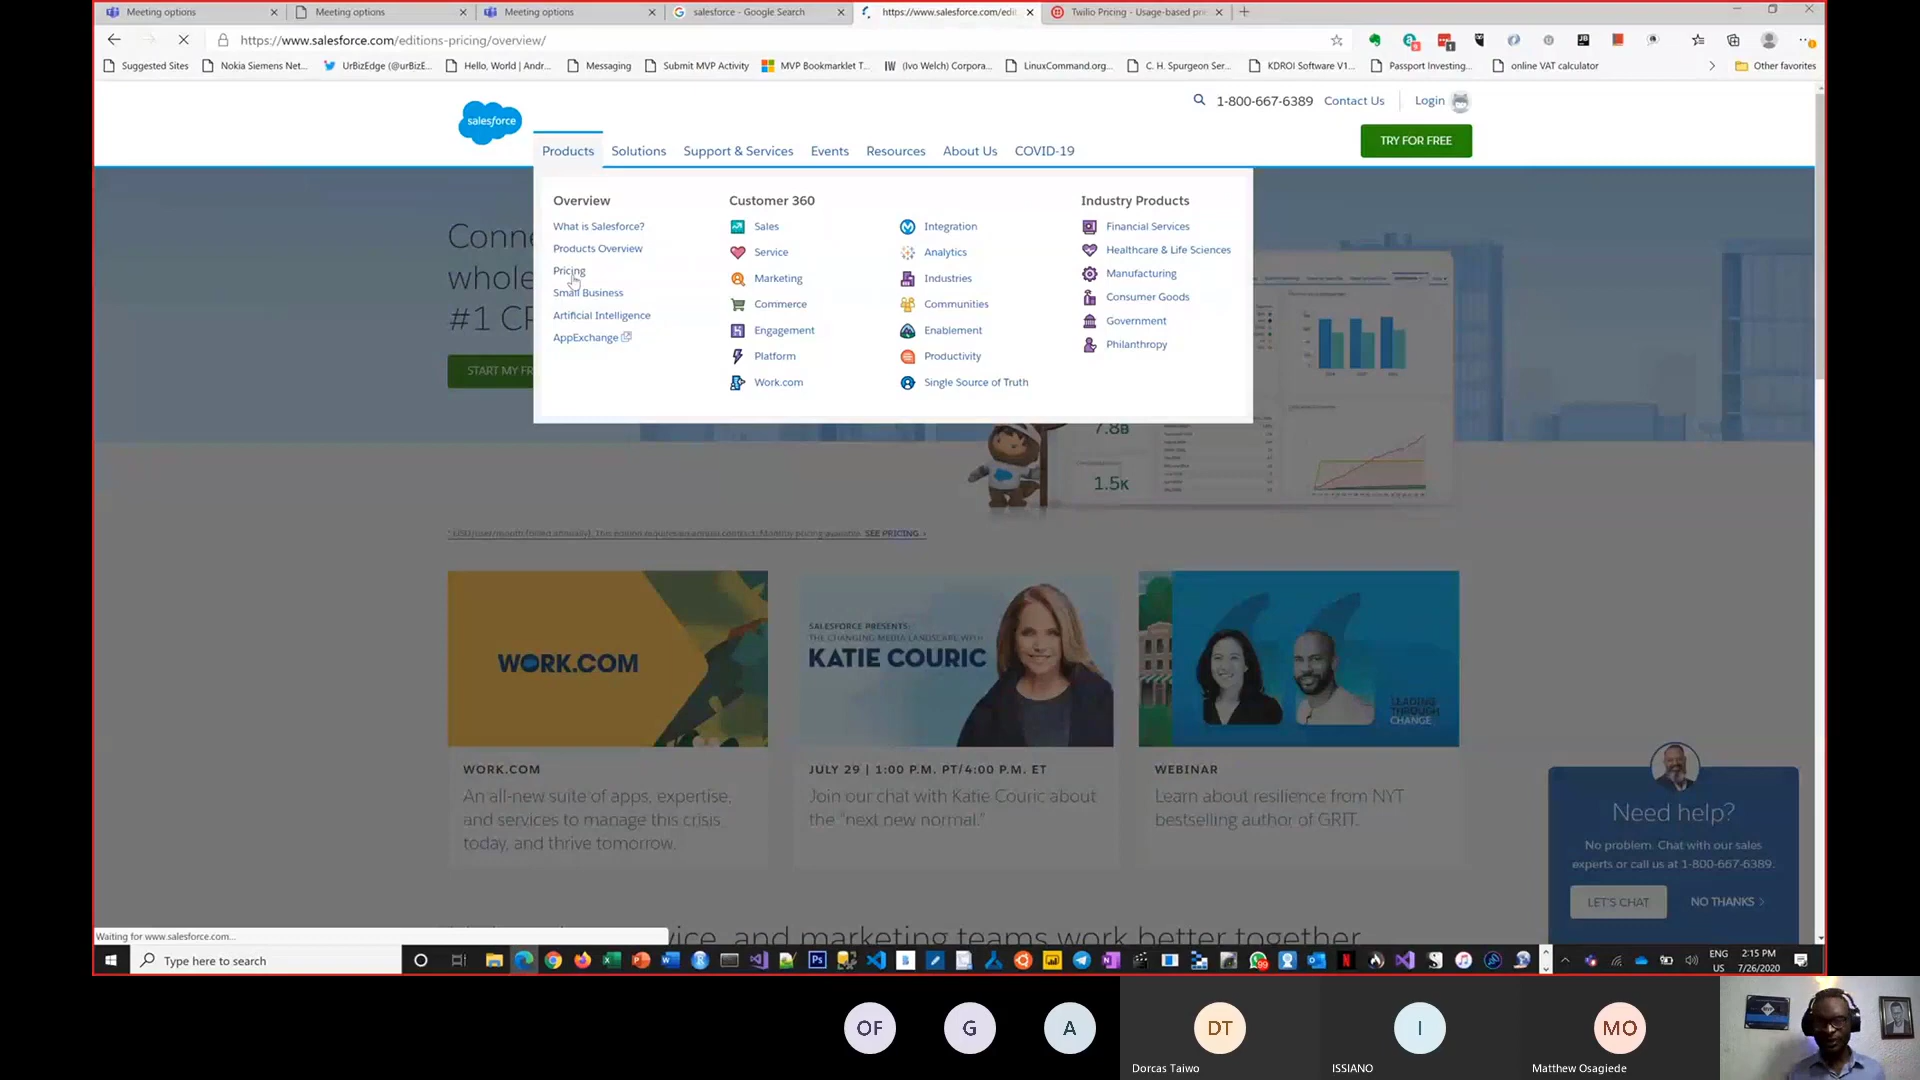 Meeting options
Meeting options
Meeting options
salesforce - Google Search
https://www.salesforce.com/edit
Twilio Pricing - Usage-based pri
https://www.salesforce.com/editions-pricing/overview/
Suggested Sites
Nokia Siemens Net...
UrBizEdge (@urBizE...
Hello, World | Andr...
Messaging
Submit MVP Activity
MVP Bookmarklet T...
(Ivo Welch) Corpora...
LinuxCommand.org...
C. H. Spurgeon Ser...
KDROI Software V1...
Passport Investing...
online VAT calculator
Other favorites
salesforce
1-800-667-6389
Contact Us
Login
TRY FOR FREE
Products
Solutions
Support & Services
Events
Resources
About Us
COVID-19
Overview
What is Salesforce?
Products Overview
Pricing
Small Business
Artificial Intelligence
AppExchange
Customer 360
Sales
Service
Marketing
Commerce
Engagement
Platform
Work.com
Integration
Analytics
Industries
Communities
Enablement
Productivity
Single Source of Truth
Industry Products
Financial Services
Healthcare & Life Sciences
Manufacturing
Consumer Goods
Government
Philanthropy
Conne
whole
#1 CR
START MY FR
7.8B
1.5K
SEE PRICING
WORK.COM
SALESFORCE PRESENTS:
THE CHANGING MEDIA LANDSCAPE WITH
KATIE COURIC
LEADING
THROUGH
CHANGE
WORK.COM
An all-new suite of apps, expertise,
and services to manage this crisis
today, and thrive tomorrow.
JULY 29 | 1:00 P.M. PT/4:00 P.M. ET
Join our chat with Katie Couric about
the "next new normal."
WEBINAR
Learn about resilience from NYT
bestselling author of GRIT.
Need help?
No problem. Chat with our sales
experts or call us at 1-800-667-6389.
LET'S CHAT
NO THANKS
Waiting for www.salesforce.com...
vice, and marketing teams work better together
Type here to search
ENG
US
2:15 PM
7/26/2020
OF
G
A
DT
I
MO
Dorcas Taiwo
ISSIANO
Matthew Osagiede